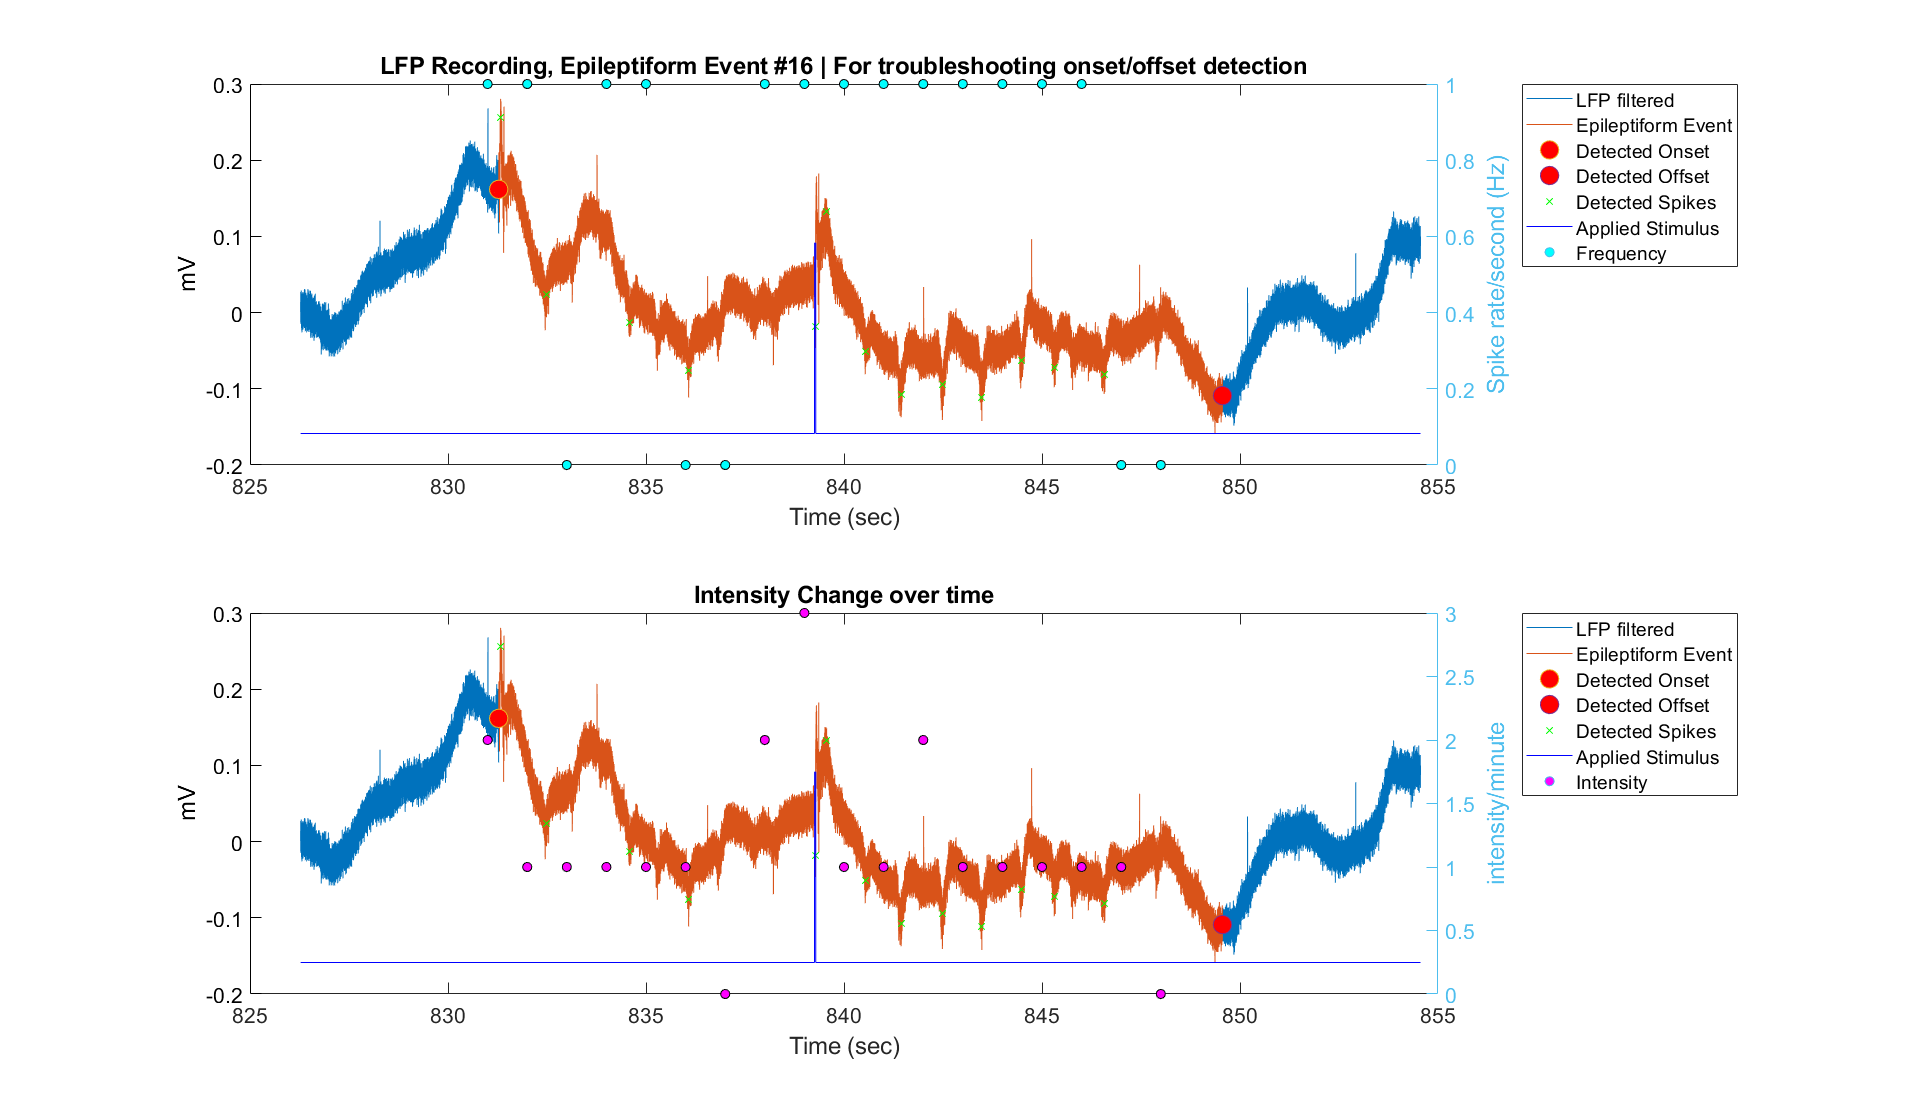 LFP Recording, Epileptiform Event #16 | For troubleshooting onset/offset detection
0.3
0.2
0.1
0
-0.1
-0.2
mV
825
830
835
840
845
850
855
Time (sec)
1
0.8
0.6
0.4
0.2
0
Spike rate/second (Hz)
LFP filtered
Epileptiform Event
Detected Onset
Detected Offset
Detected Spikes
Applied Stimulus
Frequency
Intensity Change over time
0.3
0.2
0.1
0
-0.1
-0.2
mV
825
830
835
840
845
850
855
Time (sec)
3
2.5
2
1.5
1
0.5
0
intensity/minute
LFP filtered
Epileptiform Event
Detected Onset
Detected Offset
Detected Spikes
Applied Stimulus
Intensity